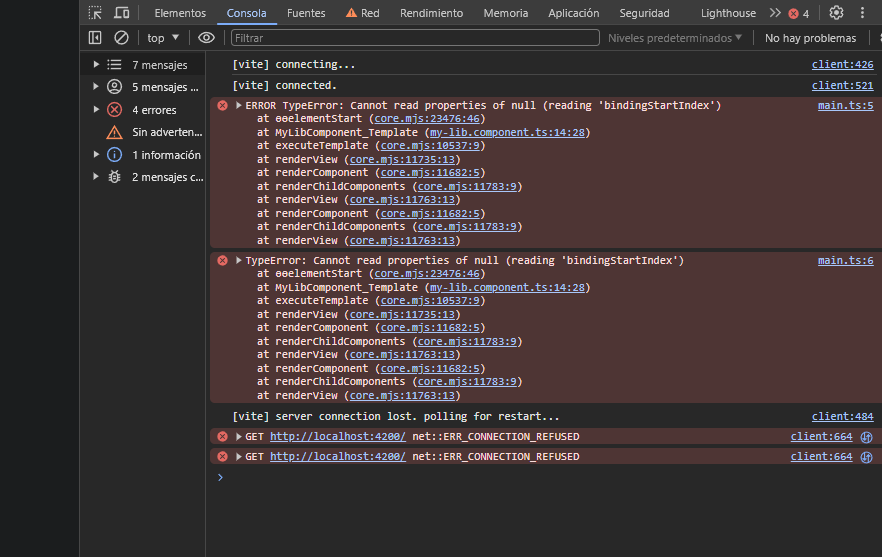 Elementos Consola Fuentes Red Rendimiento Memoria Aplicación Seguridad Lighthouse 4
top Filtrar Niveles predeterminados No hay problemas
7 mensajes
5 mensajes ...
4 errores
Sin adverten...
1 información
2 mensajes c...
[vite] connecting... client:426
[vite] connected. client:521
ERROR TypeError: Cannot read properties of null (reading 'bindingStartIndex') main.ts:5
at ɵɵelementStart (core.mjs:23476:46)
at MyLibComponent_Template (my-lib.component.ts:14:28)
at executeTemplate (core.mjs:10537:9)
at renderView (core.mjs:11735:13)
at renderComponent (core.mjs:11682:5)
at renderChildComponents (core.mjs:11783:9)
at renderView (core.mjs:11763:13)
at renderComponent (core.mjs:11682:5)
at renderChildComponents (core.mjs:11783:9)
at renderView (core.mjs:11763:13)
TypeError: Cannot read properties of null (reading 'bindingStartIndex') main.ts:6
at ɵɵelementStart (core.mjs:23476:46)
at MyLibComponent_Template (my-lib.component.ts:14:28)
at executeTemplate (core.mjs:10537:9)
at renderView (core.mjs:11735:13)
at renderComponent (core.mjs:11682:5)
at renderChildComponents (core.mjs:11783:9)
at renderView (core.mjs:11763:13)
at renderComponent (core.mjs:11682:5)
at renderChildComponents (core.mjs:11783:9)
at renderView (core.mjs:11763:13)
[vite] server connection lost. polling for restart... client:484
GET http://localhost:4200/ net::ERR_CONNECTION_REFUSED client:664
GET http://localhost:4200/ net::ERR_CONNECTION_REFUSED client:664